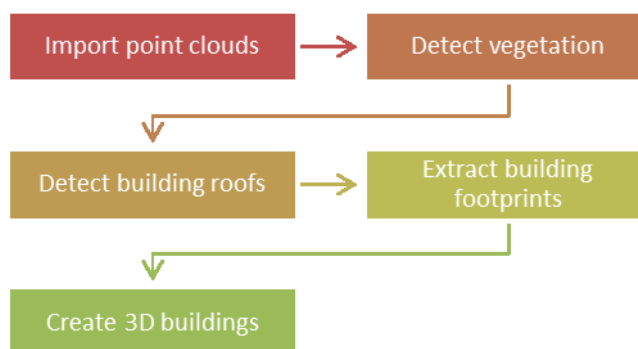 Import point clouds
Detect vegetation
Detect building roofs
Extract building
footprints
Create 3D buildings